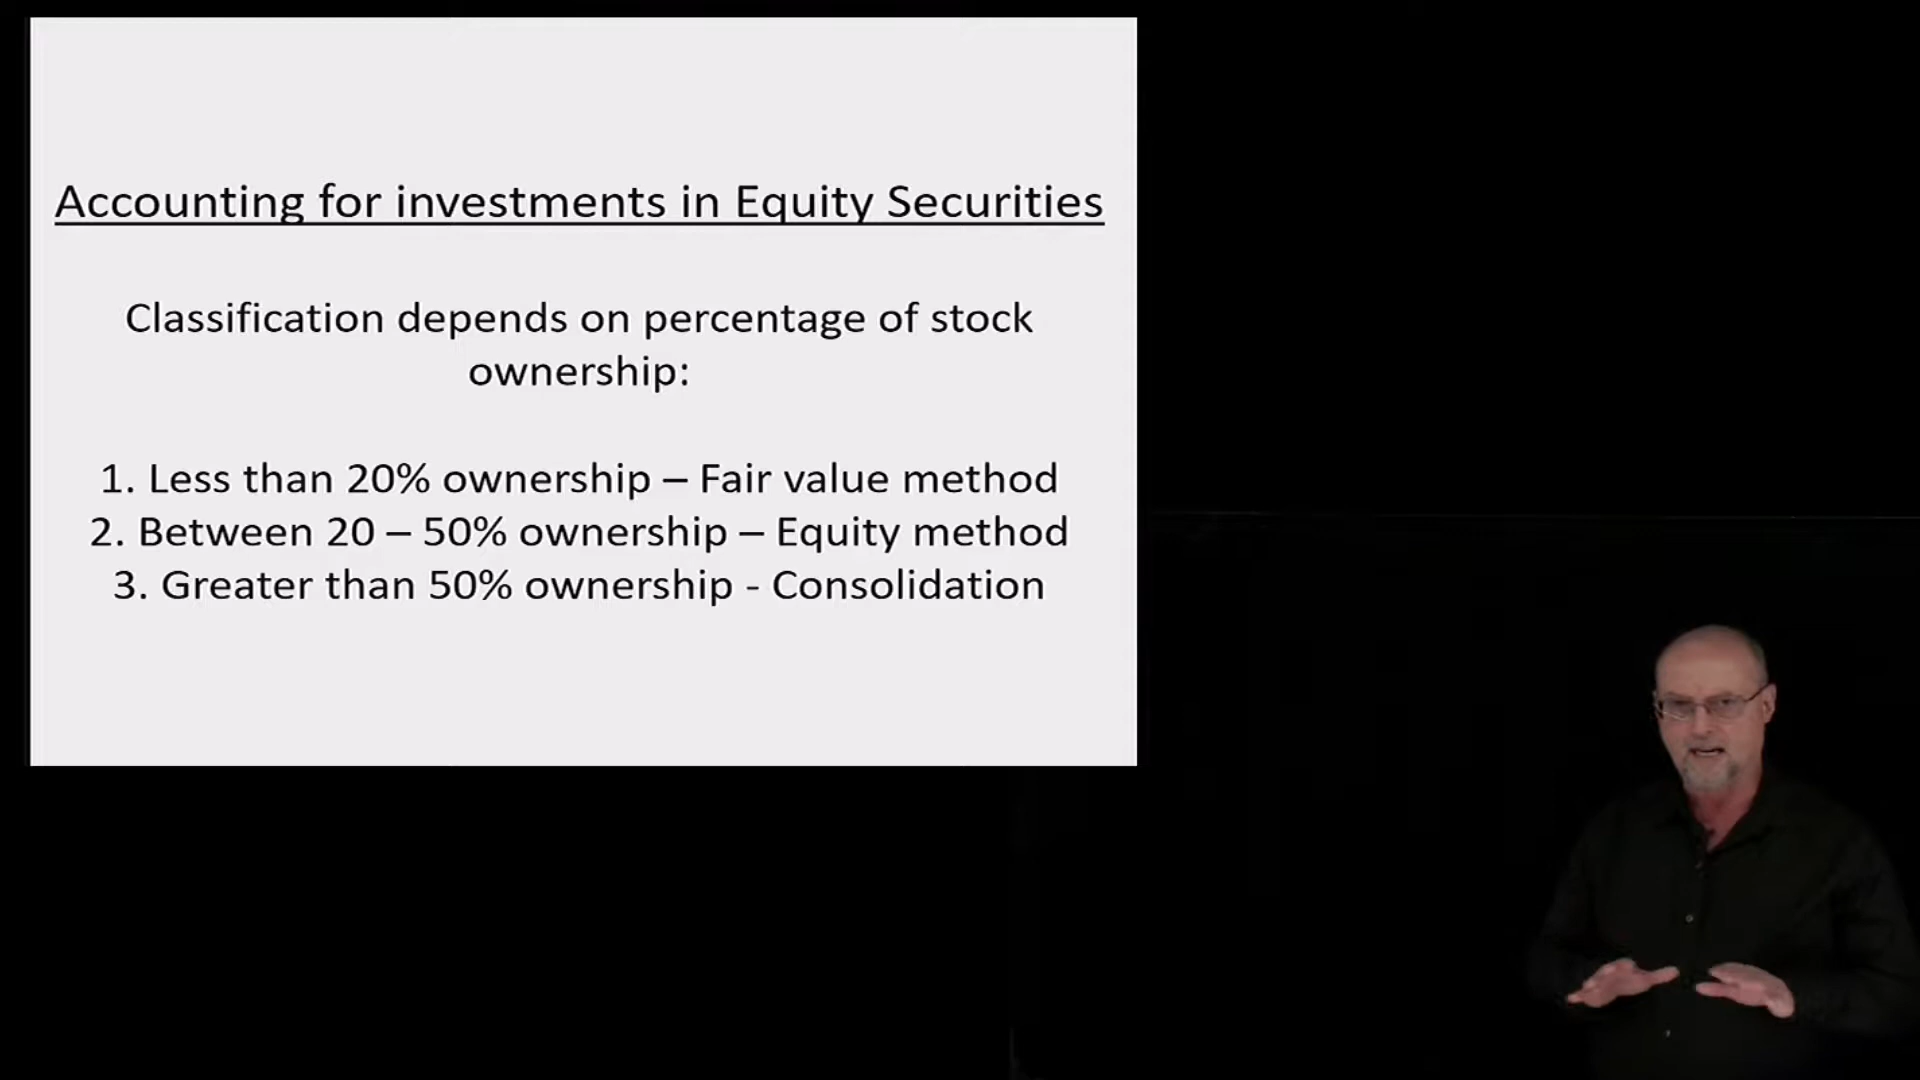 Accounting for investments in Equity Securities
Classification depends on percentage of stock
ownership:
1. Less than 20% ownership – Fair value method
2. Between 20 – 50% ownership – Equity method
3. Greater than 50% ownership - Consolidation